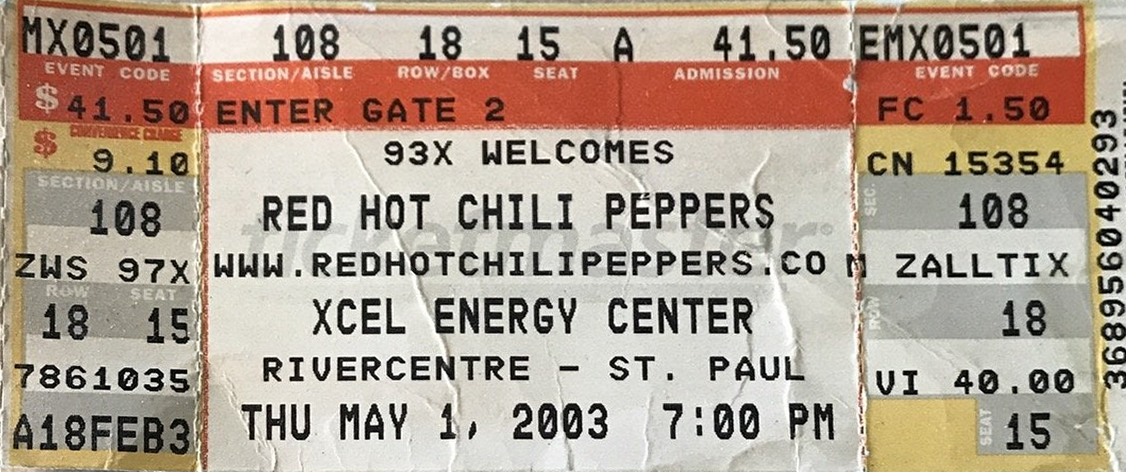 MX0501 108 18 15 A 41.50 EMX0501
EVENT CODE SECTION/AISLE ROW/BOX SEAT ADMISSION EVENT CODE
$ 41.50 ENTER GATE 2 FC 1.50
CONVENIENCE CHARGE
$ 9.10 93X WELCOMES CN 15354
SECTION/AISLE SEC.
108 RED HOT CHILI PEPPERS 108
ticketmaster®
ZWS 97X WWW.REDHOTCHILIPEPPERS.CO M ZALLTIX
ROW SEAT ROW
18 15 XCEL ENERGY CENTER 18
7861035 RIVERCENTRE - ST. PAUL VI 40.00
A18FEB3 THU MAY 1, 2003 7:00 PM SEAT 15
368956040293